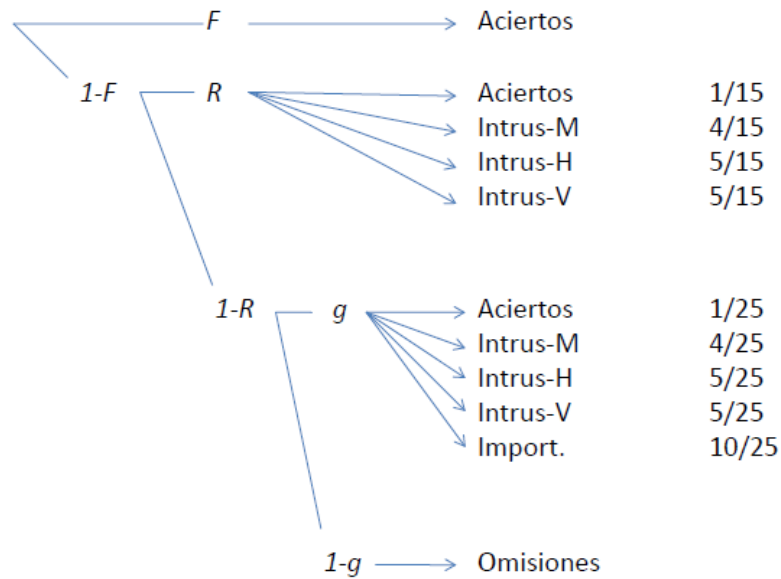 F Aciertos
1-F R Aciertos 1/15
Intrus-M 4/15
Intrus-H 5/15
Intrus-V 5/15
1-R g Aciertos 1/25
Intrus-M 4/25
Intrus-H 5/25
Intrus-V 5/25
Import. 10/25
1-g Omisiones